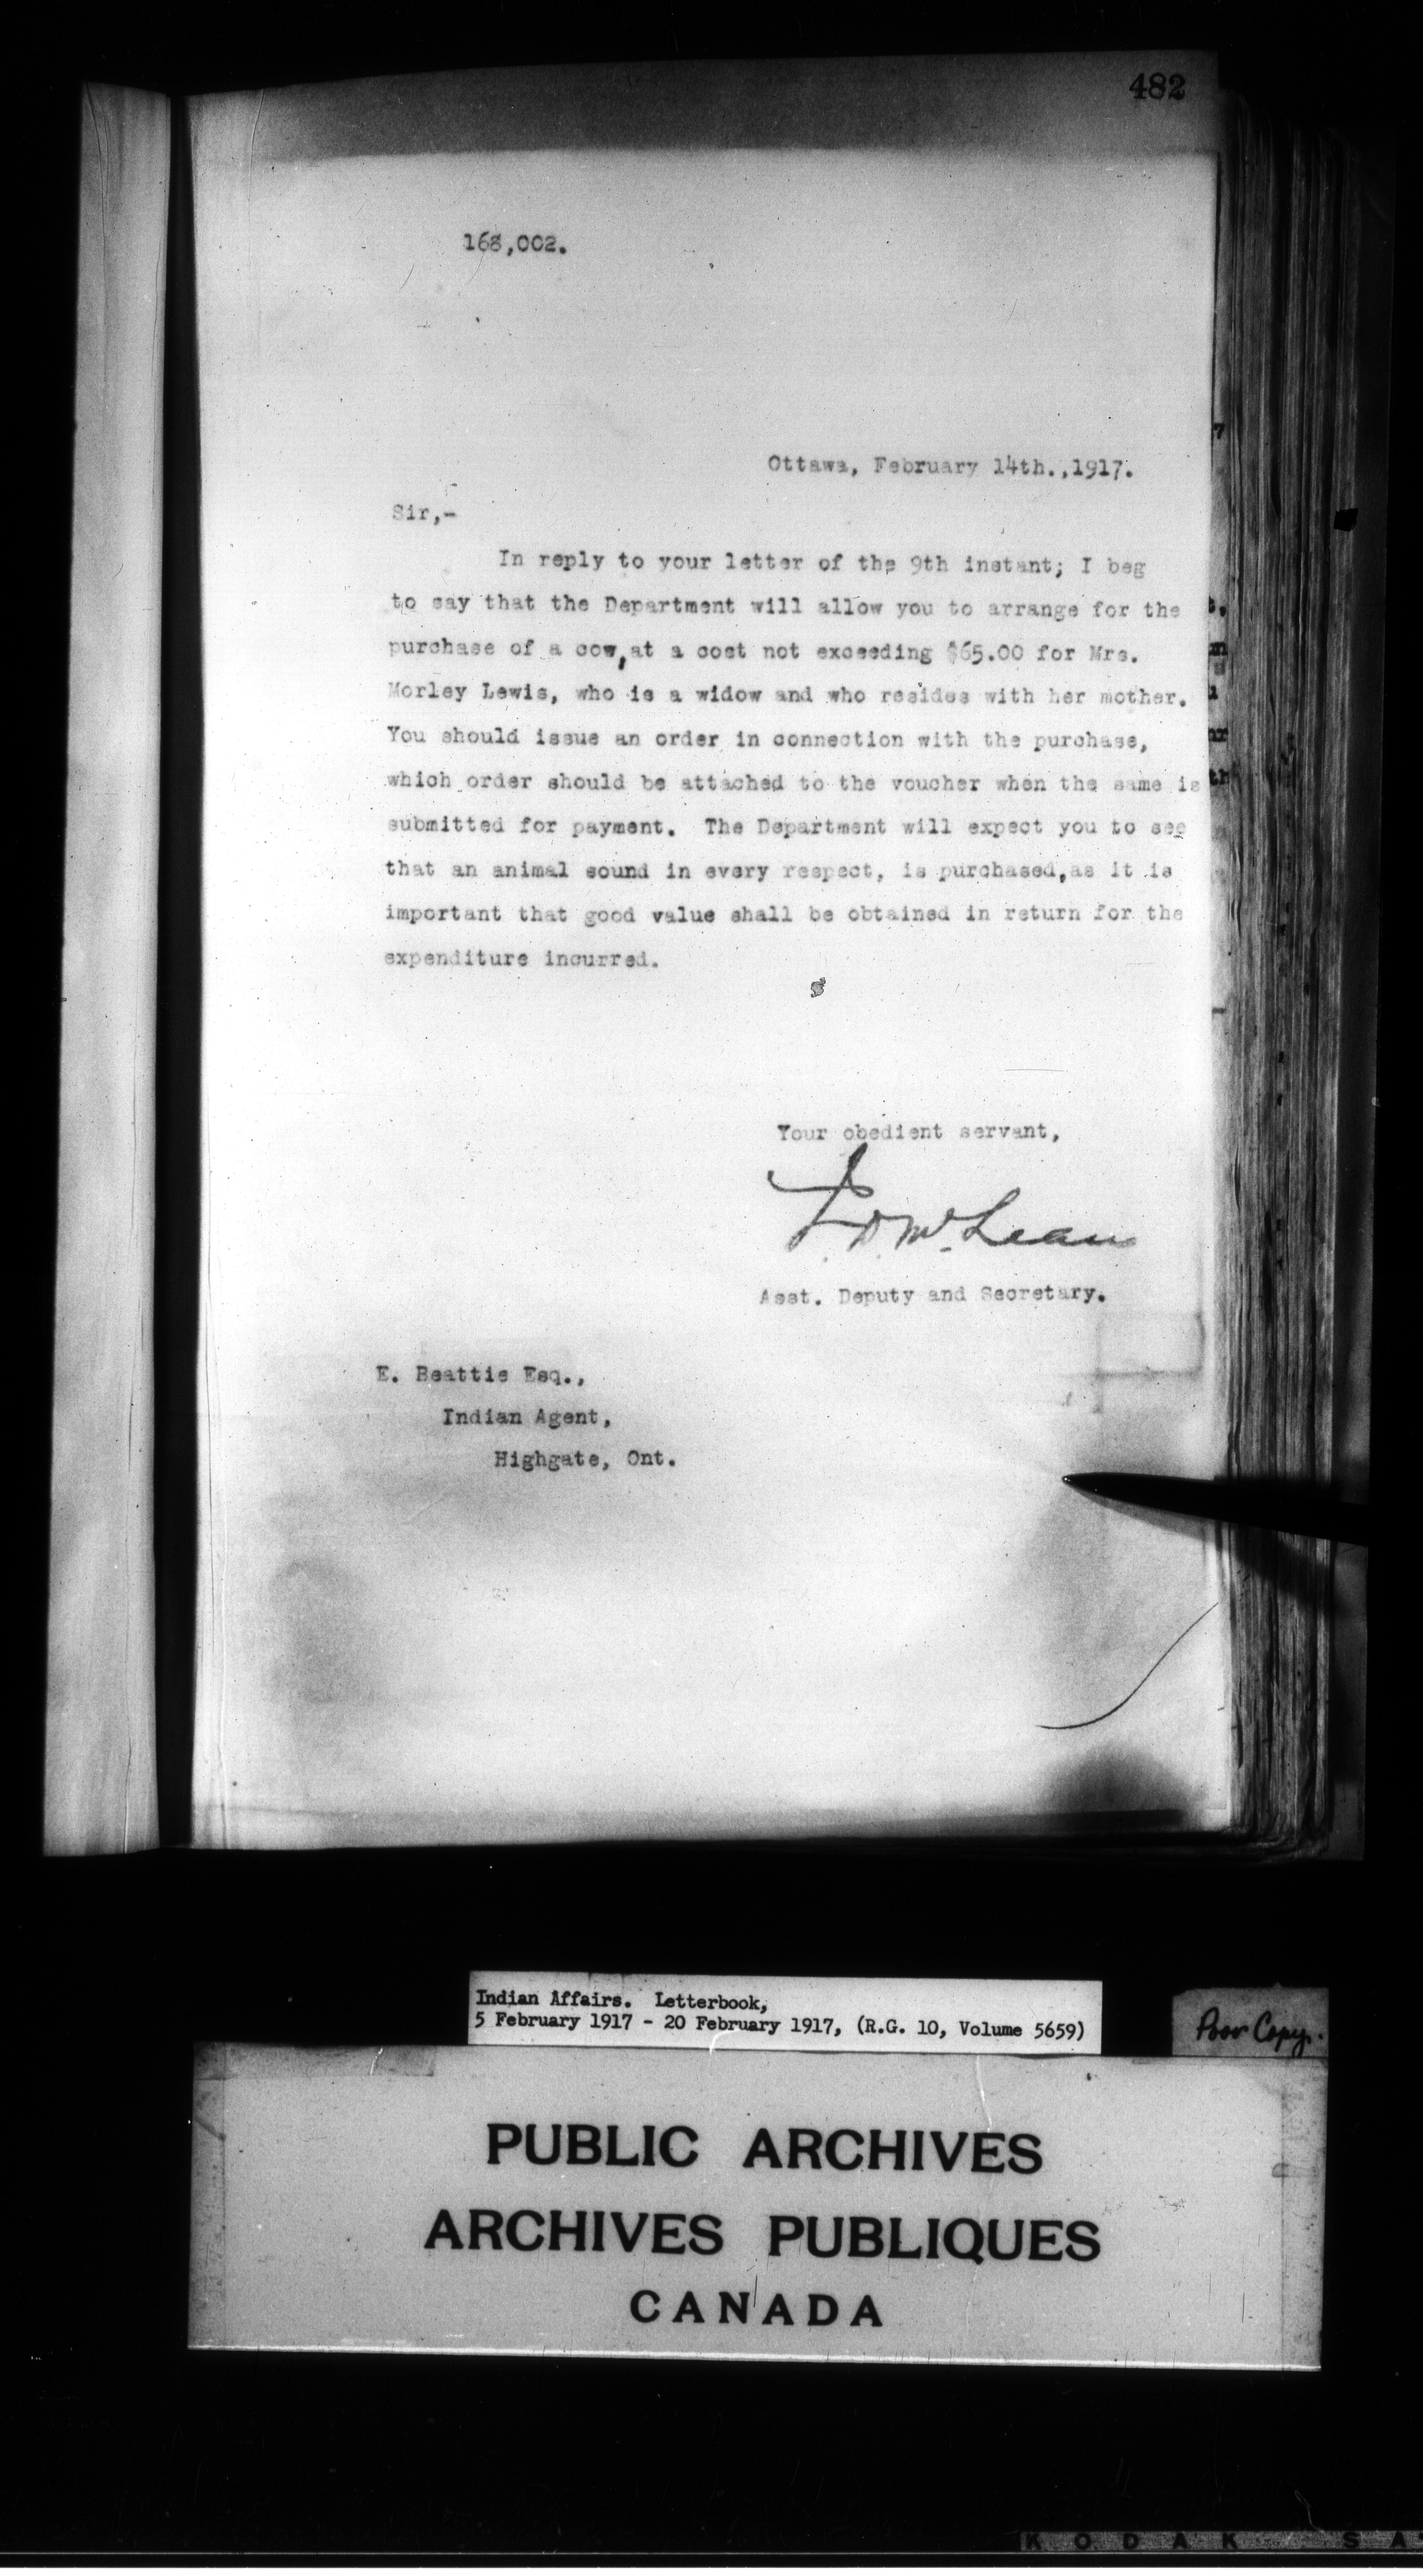 482
168,002.
Ottawa, February 14th.,1917.
Sir,-
In reply to your letter of the 9th instant; I beg
to say that the Department will allow you to arrange for the
purchase of a cow, at a cost not exceeding $65.00 for Mrs.
Morley Lewis, who is a widow and who resides with her mother.
You should issue an order in connection with the purchase,
which order should be attached to the voucher when the same is
submitted for payment. The Department will expect you to see
that an animal sound in every respect, is purchased, as it is
important that good value shall be obtained in return for the
expenditure incurred.
Your obedient servant,
J D McLean
Asst. Deputy and Secretary.
E. Beattie Esq.,
Indian Agent,
Highgate, Ont.
Indian Affairs. Letterbook,
5 February 1917 - 20 February 1917, (R.G. 10, Volume 5659)
Poor Copy.
PUBLIC ARCHIVES
ARCHIVES PUBLIQUES
CANADA
KODAK SA